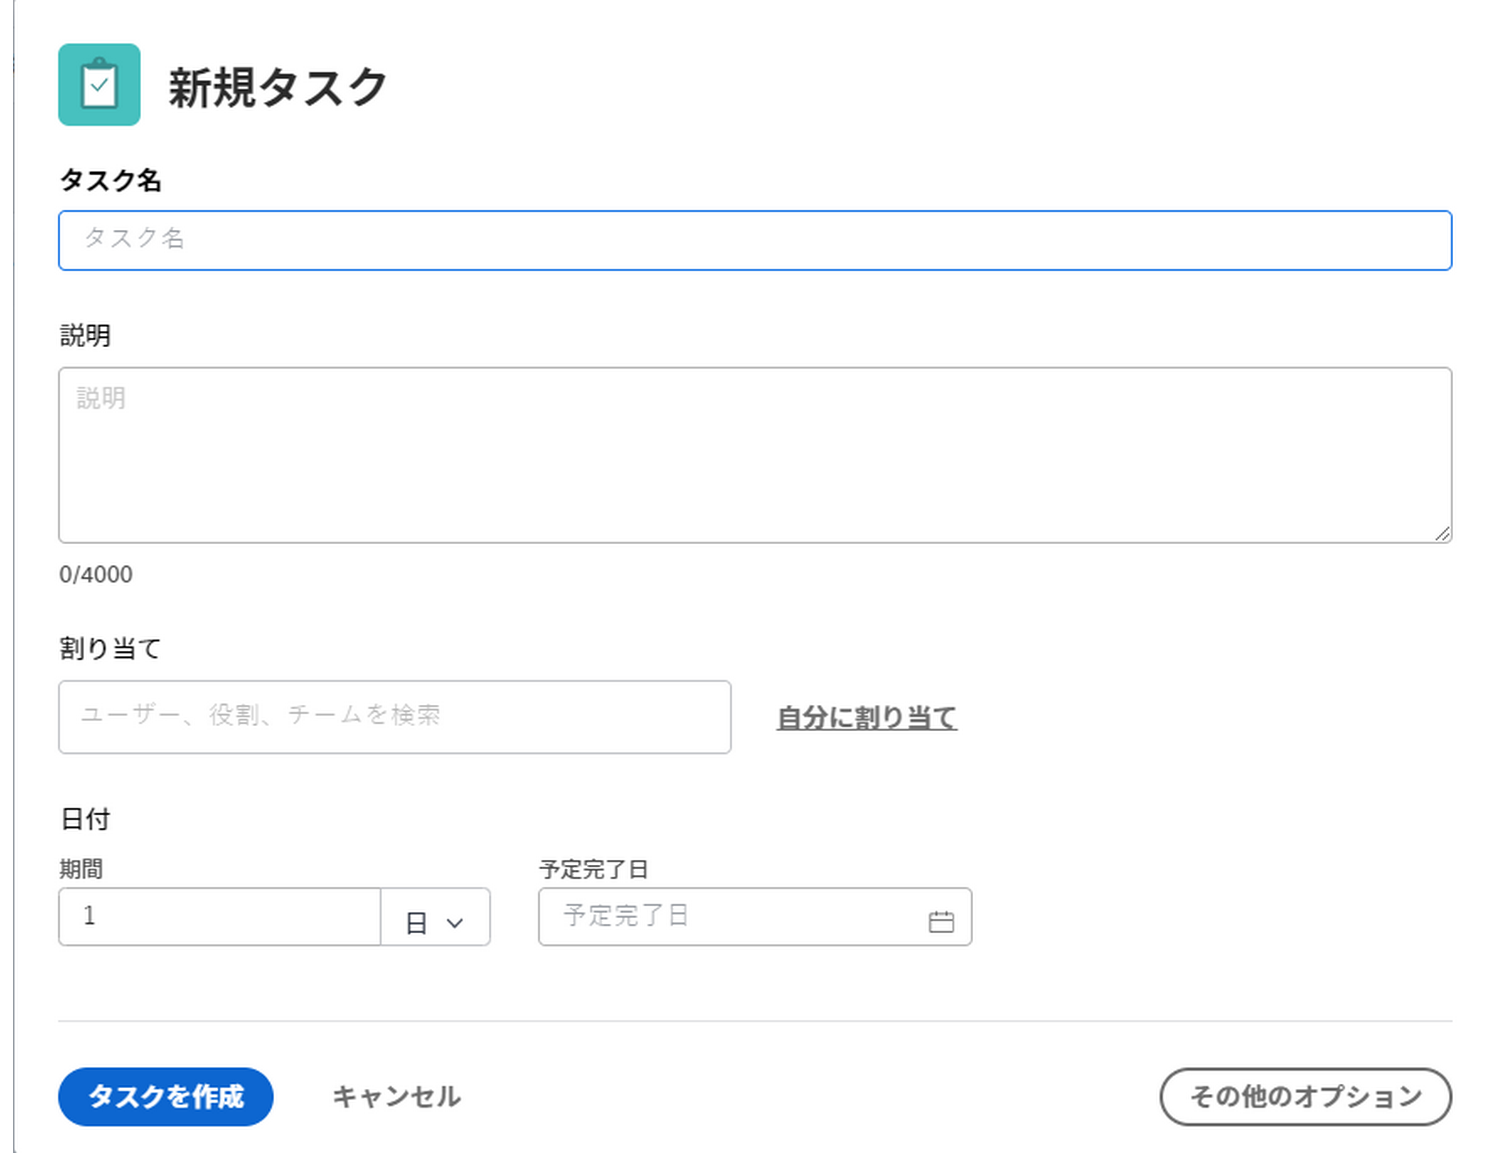 新規タスク
タスク名
タスク名
説明
説明
0/4000
割り当て
ユーザー、役割、チームを検索
自分に割り当て
日付
期間
予定完了日
1
日
予定完了日
タスクを作成
キャンセル
その他のオプション